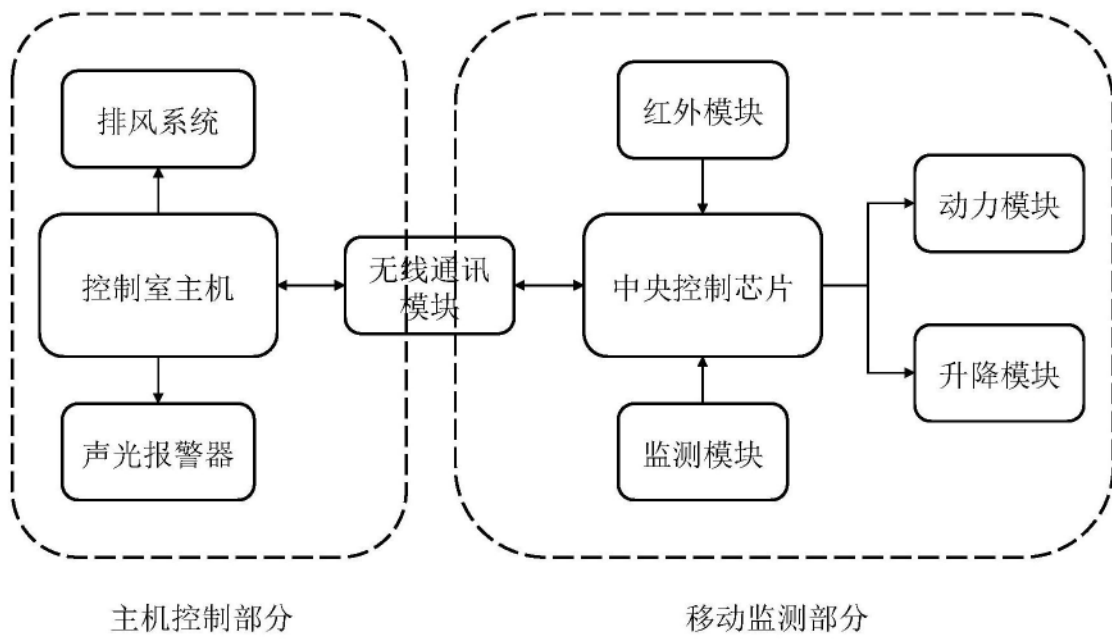 排风系统
红外模块
动力模块
控制室主机
无线通讯
模块
中央控制芯片
升降模块
声光报警器
监测模块
主机控制部分
移动监测部分